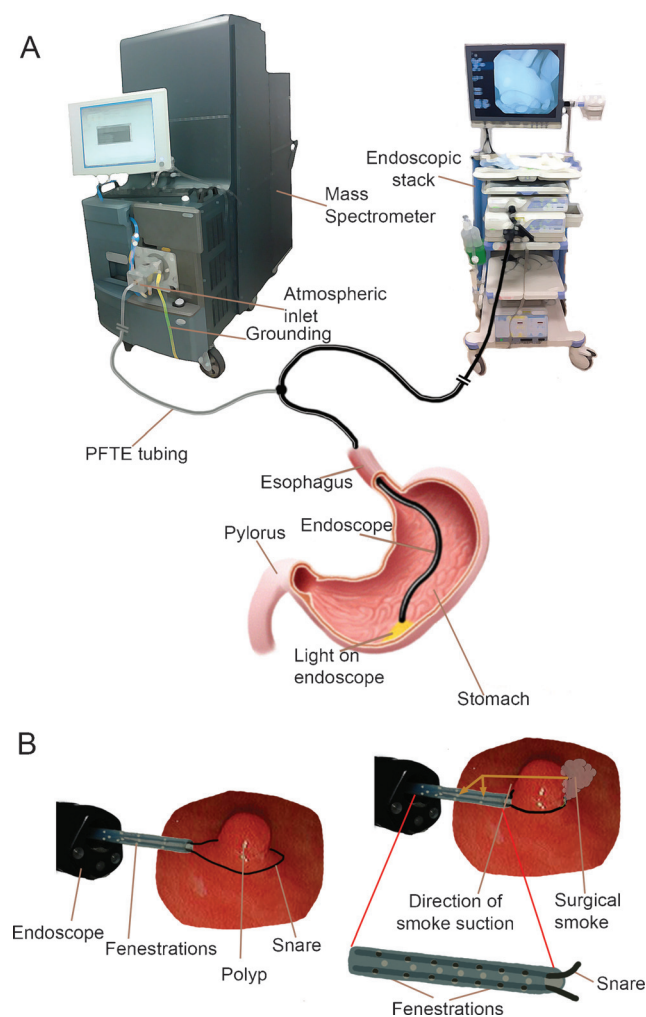 A
Endoscopic
stack
Mass
Spectrometer
Atmospheric
inlet
Grounding
PFTE tubing
Esophagus
Endoscope
Pylorus
Light on
endoscope
Stomach
B
Endoscope
Fenestrations
Polyp
Snare
Direction of
smoke suction
Surgical
smoke
Snare
Fenestrations